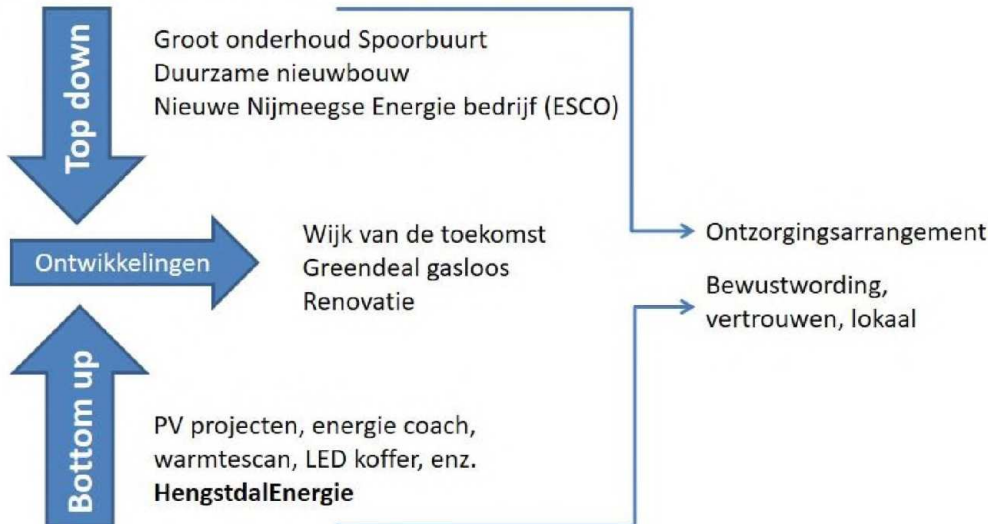 Top down
Groot onderhoud Spoorbuurt
Duurzame nieuwbouw
Nieuwe Nijmeegse Energie bedrijf (ESCO)
Ontwikkelingen
Wijk van de toekomst
Greendeal gasloos
Renovatie
Ontzorgingsarrangement
Bewustwording,
vertrouwen, lokaal
Bottom up
PV projecten, energie coach,
warmtescan, LED koffer, enz.
HengstdalEnergie